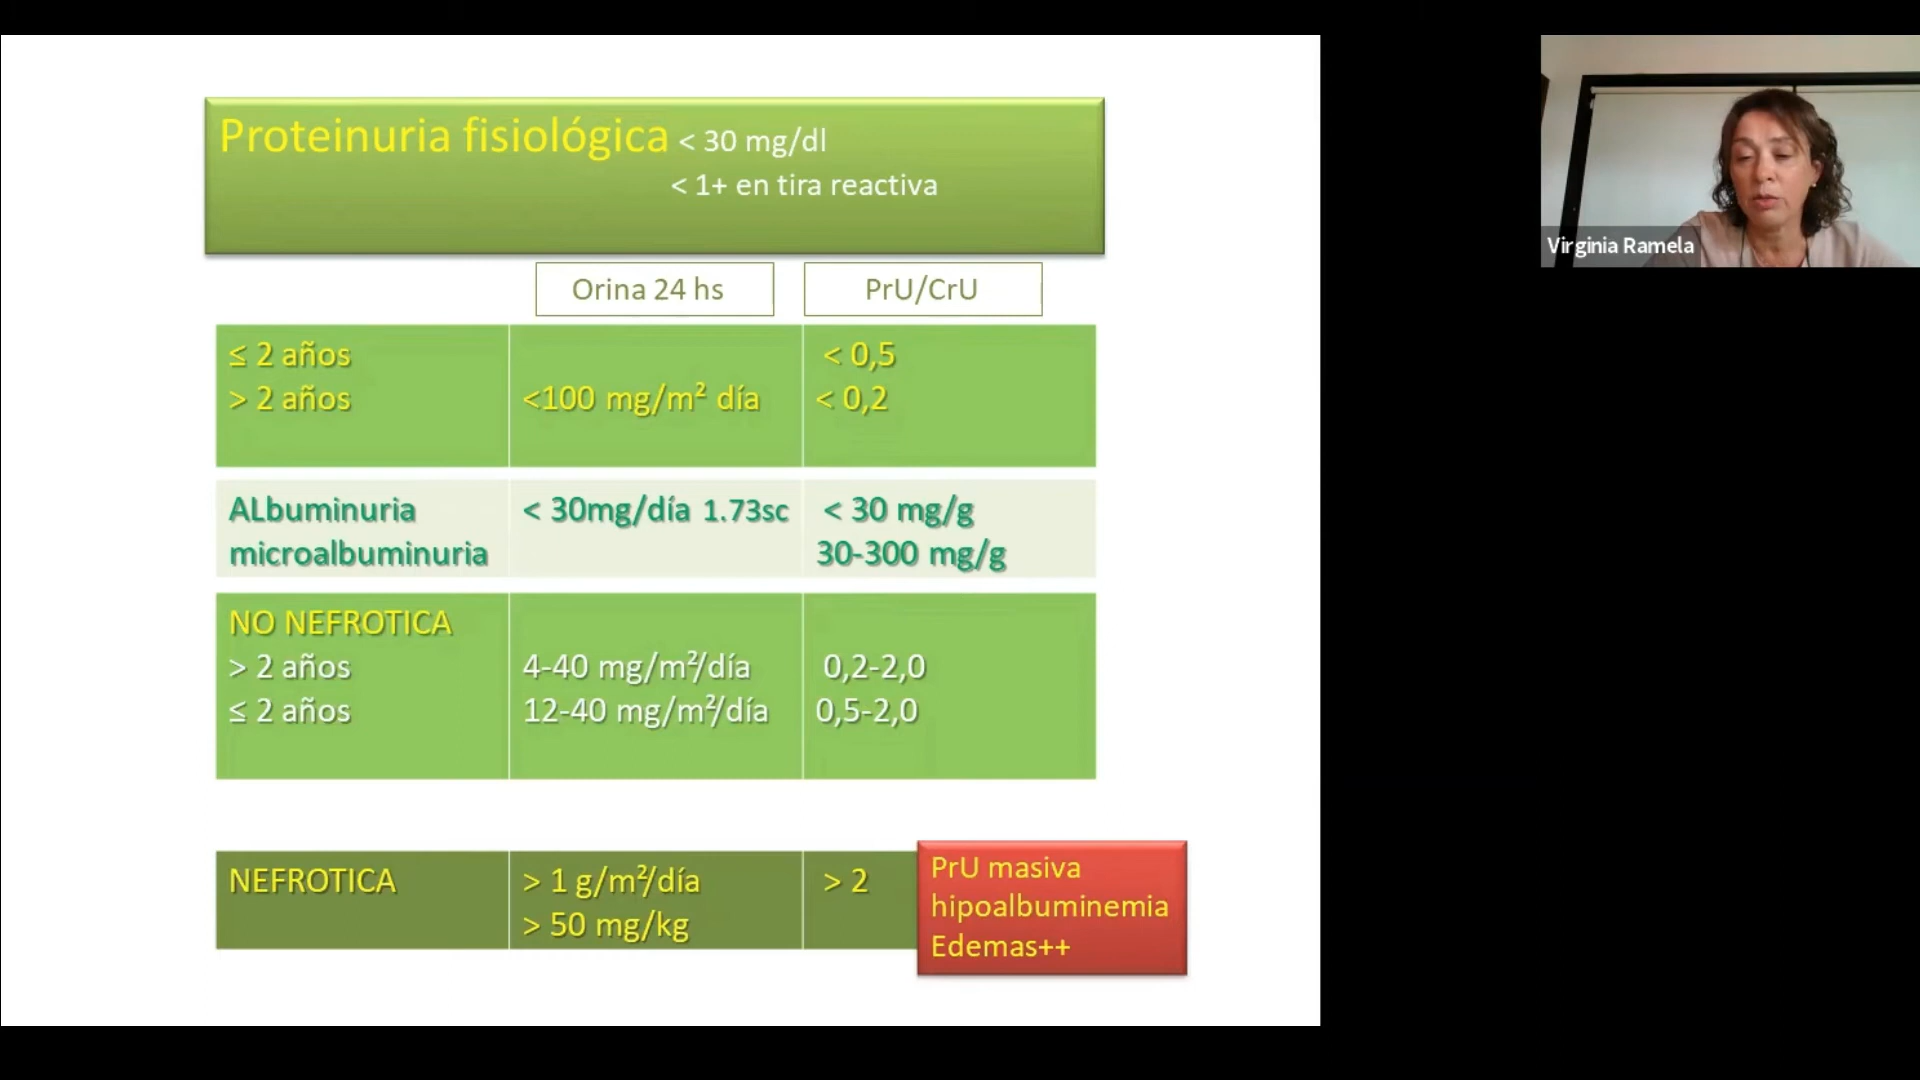 Proteinuria fisiológica < 30 mg/dl
< 1+ en tira reactiva
Orina 24 hs
PrU/CrU
≤ 2 años
< 0,5
> 2 años
<100 mg/m² día
< 0,2
ALbuminuria
< 30mg/día 1.73sc
< 30 mg/g
microalbuminuria
30-300 mg/g
NO NEFROTICA
> 2 años
4-40 mg/m²/día
0,2-2,0
≤ 2 años
12-40 mg/m²/día
0,5-2,0
NEFROTICA
> 1 g/m²/día
> 2
> 50 mg/kg
PrU masiva
hipoalbuminemia
Edemas++
Virginia Ramela